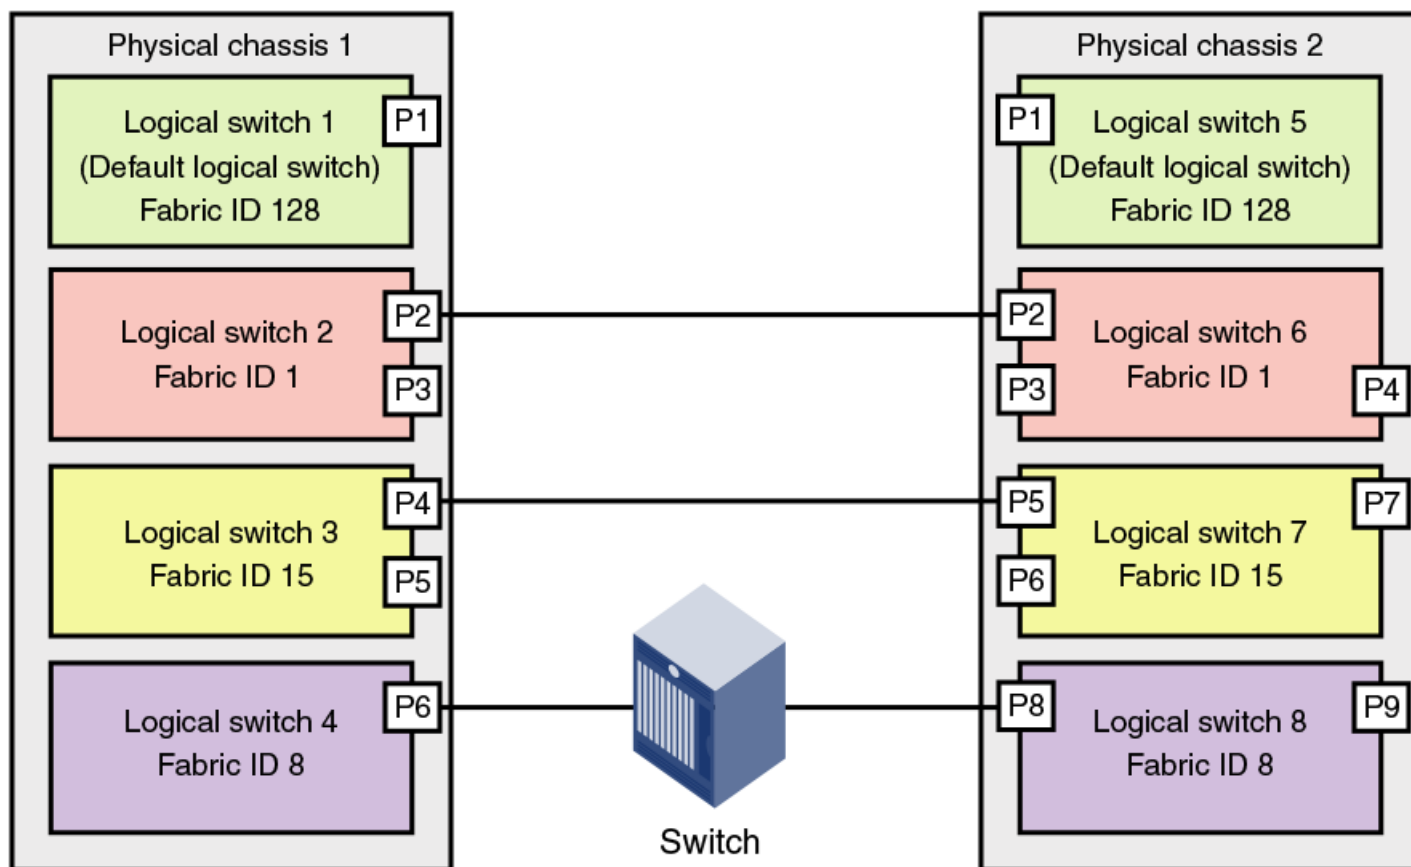 Physical chassis 1
Logical switch 1
(Default logical switch)
Fabric ID 128
P1
Logical switch 2
Fabric ID 1
P2
P3
Logical switch 3
Fabric ID 15
P4
P5
Logical switch 4
Fabric ID 8
P6
Switch
Physical chassis 2
P1
Logical switch 5
(Default logical switch)
Fabric ID 128
P2
P3
Logical switch 6
Fabric ID 1
P4
P5
P6
Logical switch 7
Fabric ID 15
P7
P8
Logical switch 8
Fabric ID 8
P9